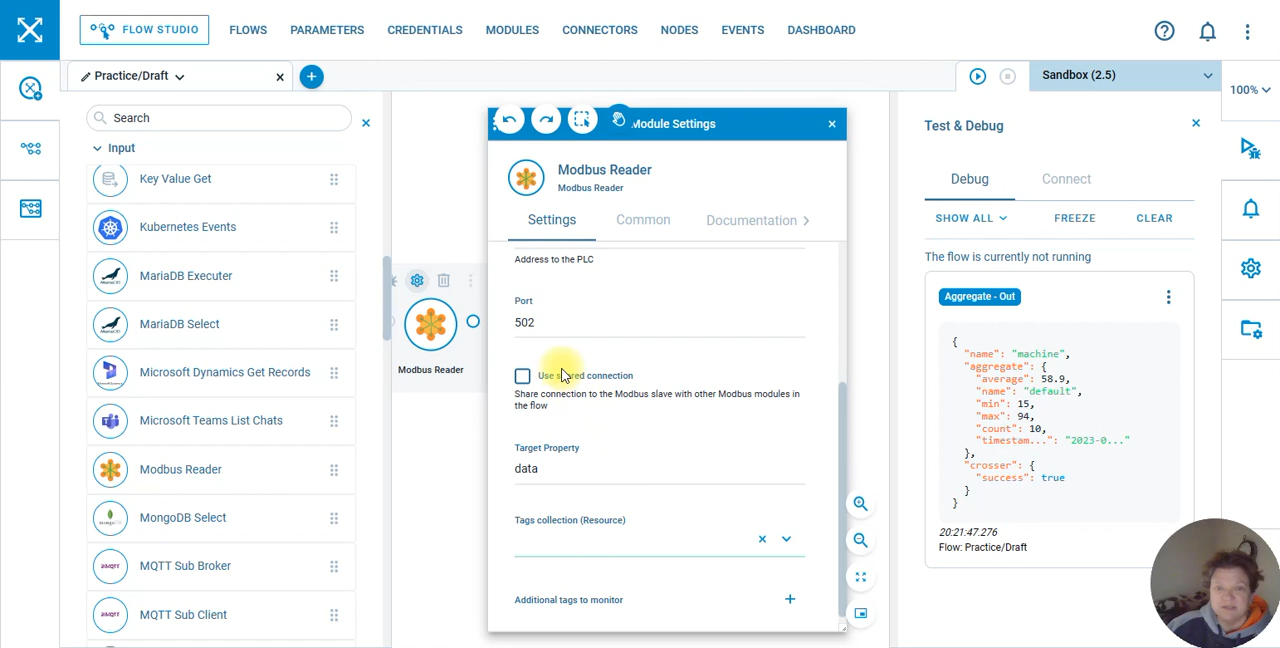 FLOW STUDIO
FLOWS
PARAMETERS
CREDENTIALS
MODULES
CONNECTORS
NODES
EVENTS
DASHBOARD
Practice/Draft
Sandbox (2.5)
100%
Search
Input
Key Value Get
Kubernetes Events
MariaDB Executer
MariaDB Select
Microsoft Dynamics Get Records
Microsoft Teams List Chats
Modbus Reader
MongoDB Select
MQTT Sub Broker
MQTT Sub Client
Modbus Reader
Module Settings
Modbus Reader
Modbus Reader
Settings
Common
Documentation
Address to the PLC
Port
502
Use shared connection
Share connection to the Modbus slave with other Modbus modules in
the flow
Target Property
data
Tags collection (Resource)
Additional tags to monitor
Test & Debug
Debug
Connect
SHOW ALL
FREEZE
CLEAR
The flow is currently not running
Aggregate - Out
{
"name": "machine",
"aggregate": {
"average": 58.9,
"name": "default",
"min": 15,
"max": 94,
"count": 10,
"timestam...": "2023-0..."
},
"crosser": {
"success": true
}
}
20:21:47.276
Flow: Practice/Draft